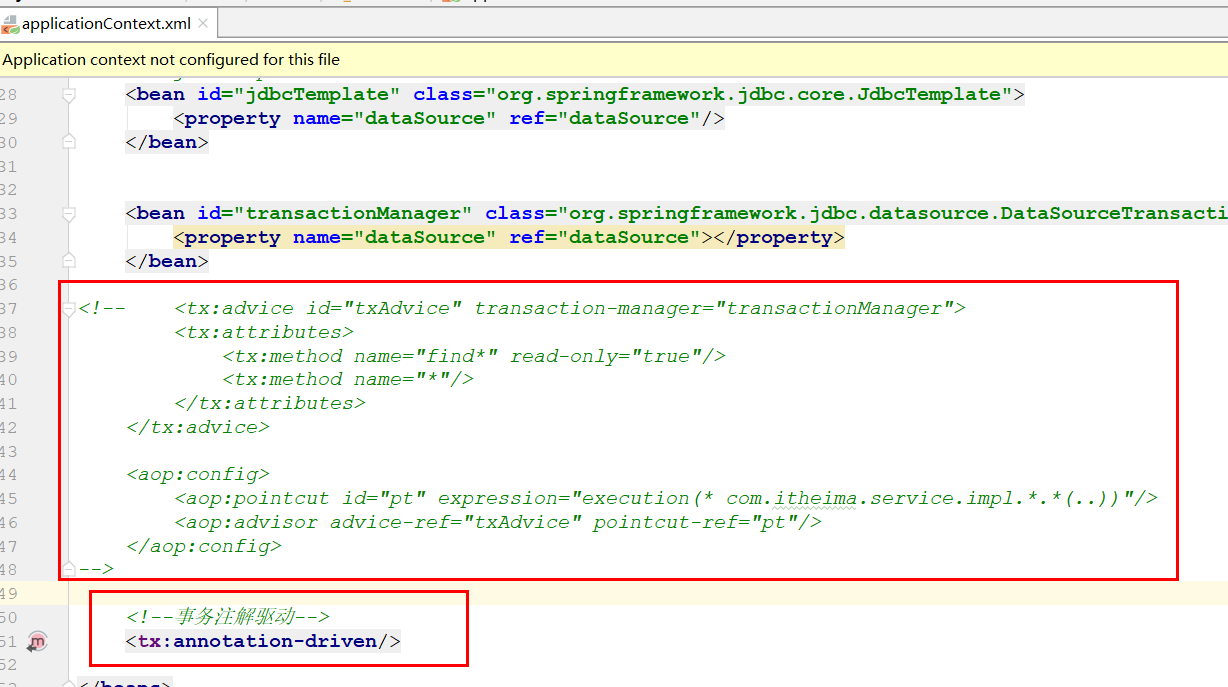 applicationContext.xml
Application context not configured for this file
28 <bean id="jdbcTemplate" class="org.springframework.jdbc.core.JdbcTemplate">
29 <property name="dataSource" ref="dataSource"/>
30 </bean>
31
32
33 <bean id="transactionManager" class="org.springframework.jdbc.datasource.DataSourceTransacti
34 <property name="dataSource" ref="dataSource"></property>
35 </bean>
36
37 <!-- <tx:advice id="txAdvice" transaction-manager="transactionManager">
38 <tx:attributes>
39 <tx:method name="find*" read-only="true"/>
40 <tx:method name="*"/>
41 </tx:attributes>
42 </tx:advice>
43
44 <aop:config>
45 <aop:pointcut id="pt" expression="execution(* com.itheima.service.impl.*.*(..))"/>
46 <aop:advisor advice-ref="txAdvice" pointcut-ref="pt"/>
47 </aop:config>
48 -->
49
50 <!--事务注解驱动-->
51 m <tx:annotation-driven/>
52
</beans>